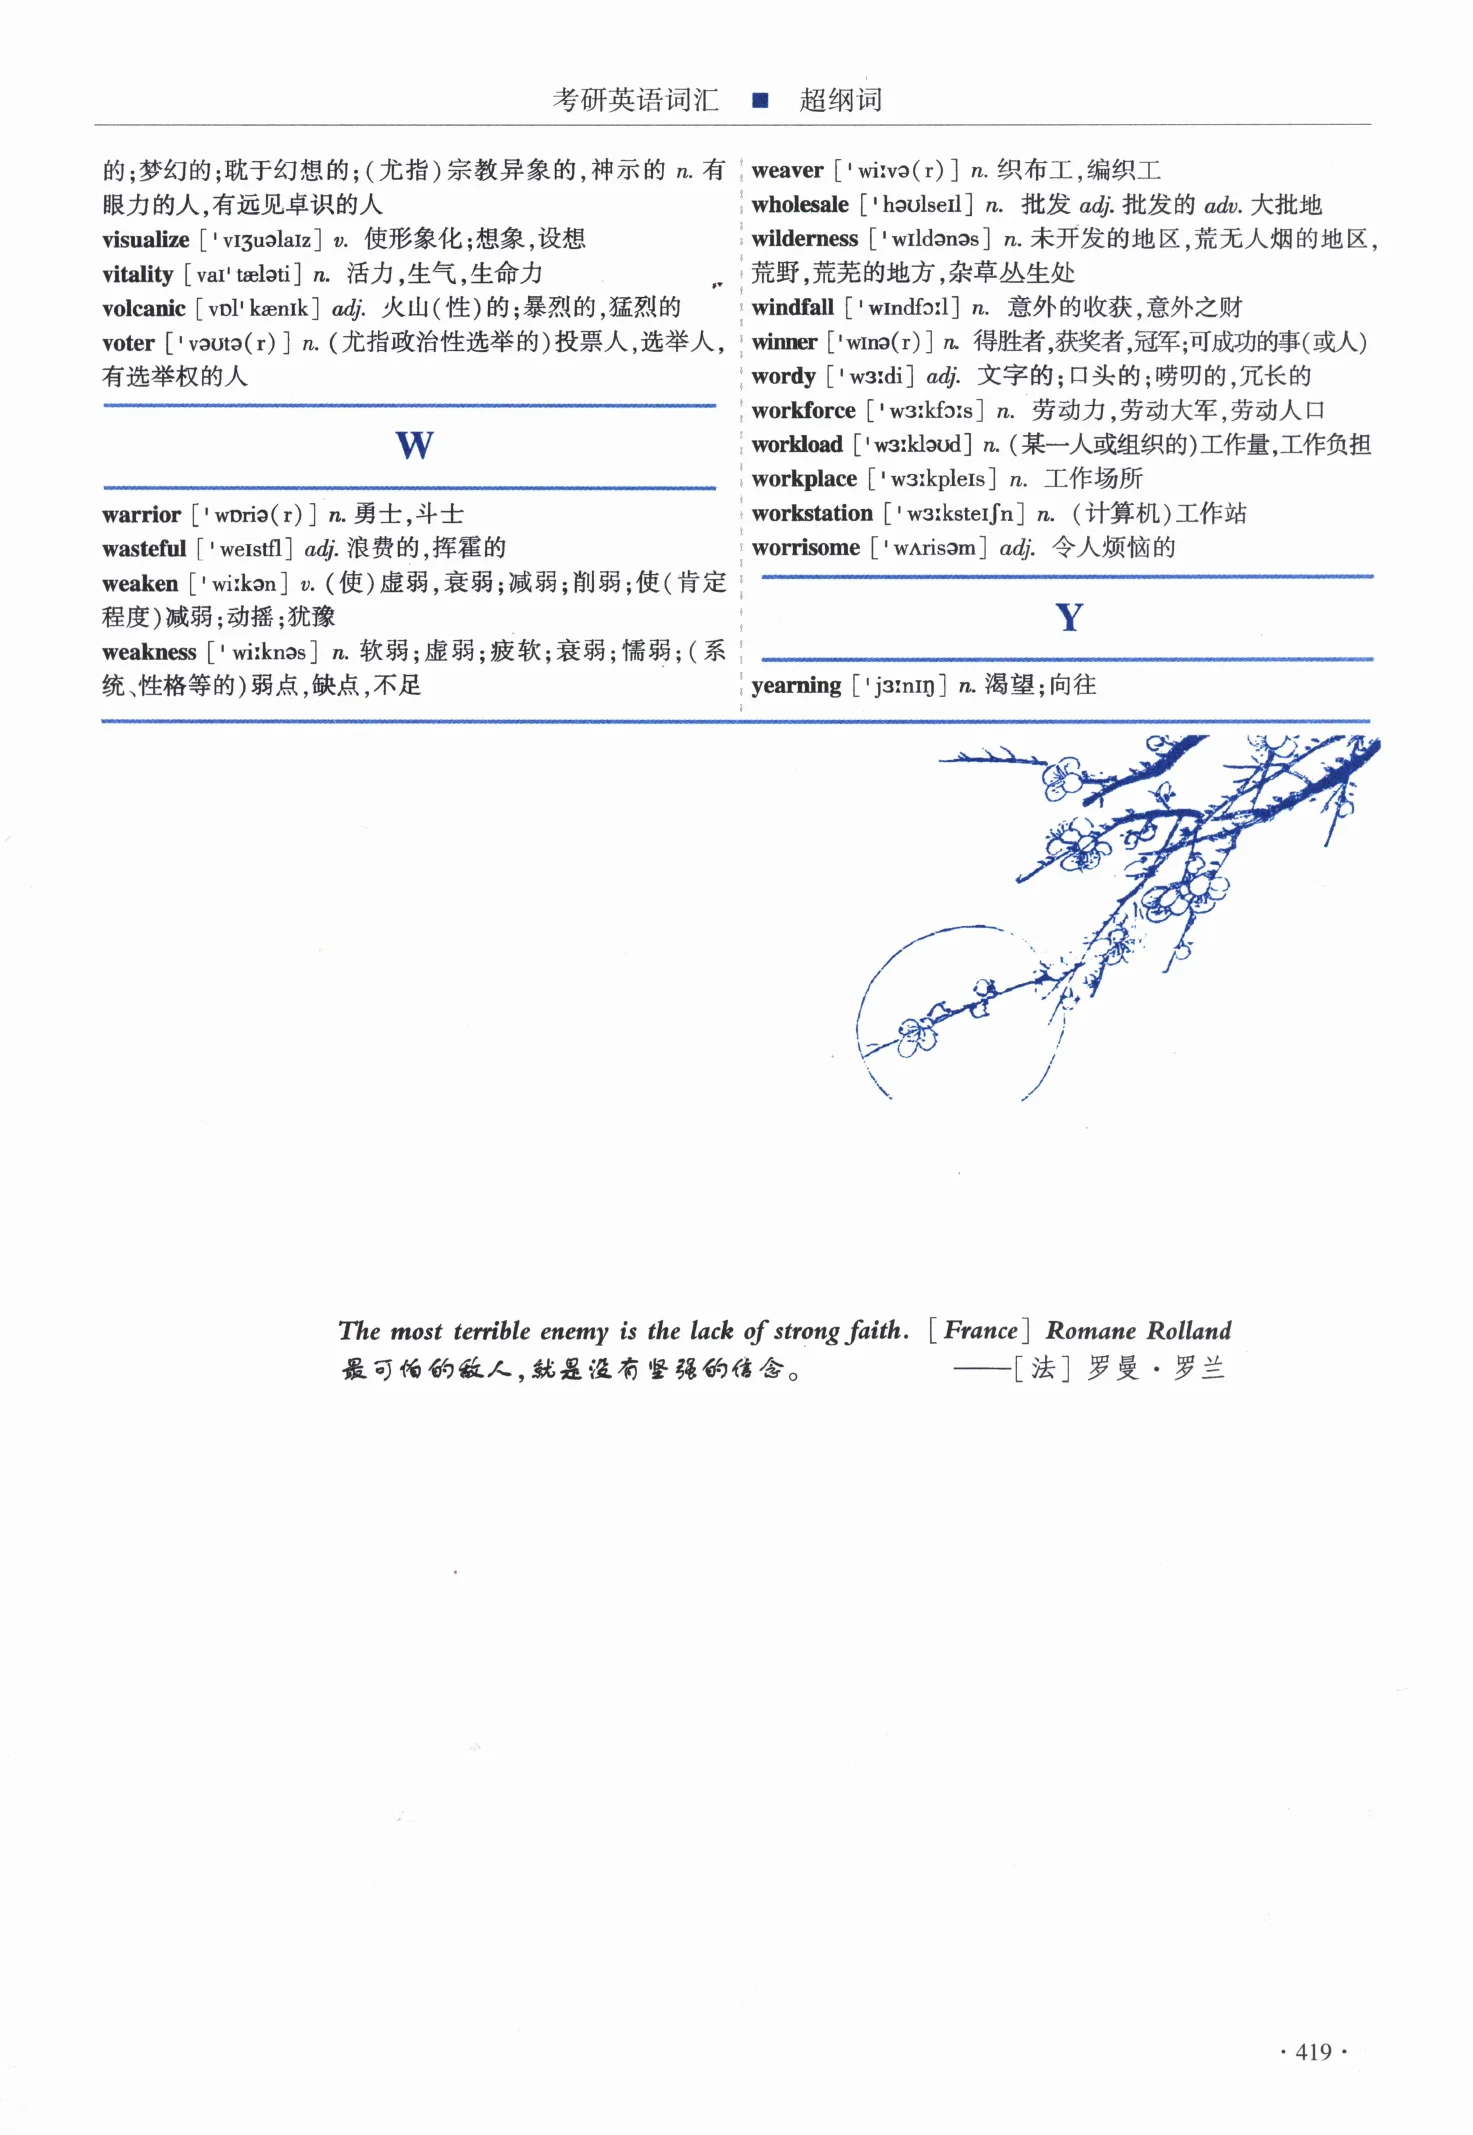 考研英语词汇 ■ 超纲词
的;梦幻的;耽于幻想的;(尤指)宗教异象的,神示的 n. 有
眼力的人,有远见卓识的人
visualize [ˈvɪʒuəlaɪz] v. 使形象化;想象,设想
vitality [vaɪˈtæləti] n. 活力,生气,生命力
volcanic [vɒlˈkænɪk] adj. 火山(性)的;暴烈的,猛烈的
voter [ˈvəʊtə(r)] n. (尤指政治性选举的)投票人,选举人,
有选举权的人
W
warrior [ˈwɒriə(r)] n. 勇士,斗士
wasteful [ˈweɪstfl] adj. 浪费的,挥霍的
weaken [ˈwiːkən] v. (使)虚弱,衰弱;减弱;削弱;使(肯定
程度)减弱;动摇;犹豫
weakness [ˈwiːknəs] n. 软弱;虚弱;疲软;衰弱;懦弱;(系
统、性格等的)弱点,缺点,不足
weaver [ˈwiːvə(r)] n. 织布工,编织工
wholesale [ˈhəʊlseɪl] n. 批发 adj. 批发的 adv. 大批地
wilderness [ˈwɪldənəs] n. 未开发的地区,荒无人烟的地区,
荒野,荒芜的地方,杂草丛生处
windfall [ˈwɪndfɔːl] n. 意外的收获,意外之财
winner [ˈwɪnə(r)] n. 得胜者,获奖者,冠军;可成功的事(或人)
wordy [ˈwɜːdi] adj. 文字的;口头的;唠叨的,冗长的
workforce [ˈwɜːkfɔːs] n. 劳动力,劳动大军,劳动人口
workload [ˈwɜːkləʊd] n. (某一人或组织的)工作量,工作负担
workplace [ˈwɜːkpleɪs] n. 工作场所
workstation [ˈwɜːksteɪʃn] n. (计算机)工作站
worrisome [ˈwʌrisəm] adj. 令人烦恼的
Y
yearning [ˈjɜːnɪŋ] n. 渴望;向往
The most terrible enemy is the lack of strong faith. [France] Romane Rolland
最可怕的敌人,就是没有坚强的信念。 ——[法] 罗曼·罗兰
·419·